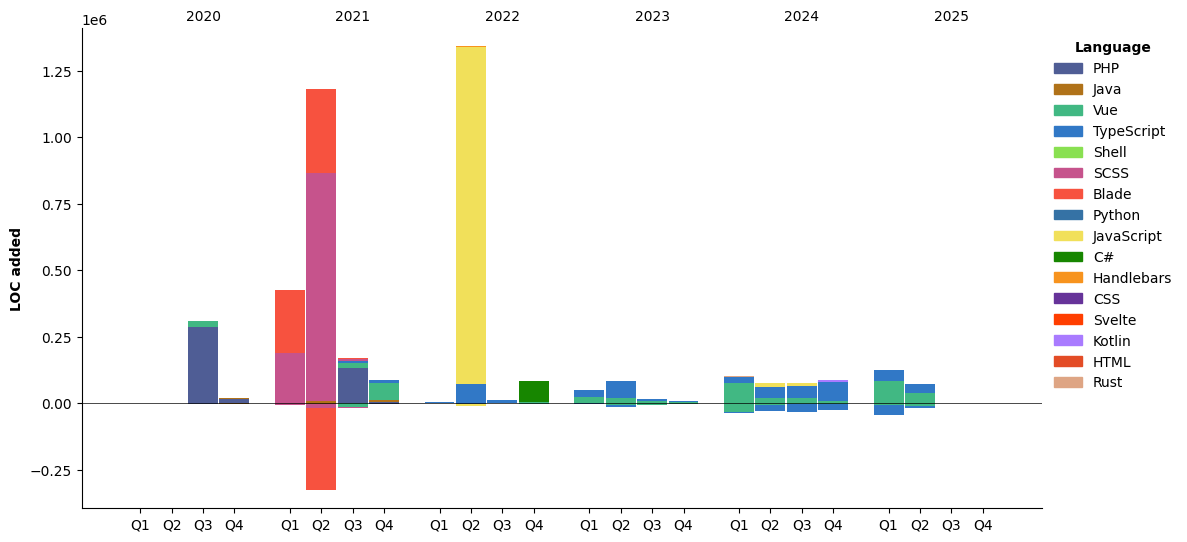 1e6
2020 2021 2022 2023 2024 2025
Language
PHP
Java
Vue
TypeScript
Shell
SCSS
Blade
Python
JavaScript
C#
Handlebars
CSS
Svelte
Kotlin
HTML
Rust
LOC added
1.25
1.00
0.75
0.50
0.25
0.00
−0.25
Q1 Q2 Q3 Q4 Q1 Q2 Q3 Q4 Q1 Q2 Q3 Q4 Q1 Q2 Q3 Q4 Q1 Q2 Q3 Q4 Q1 Q2 Q3 Q4